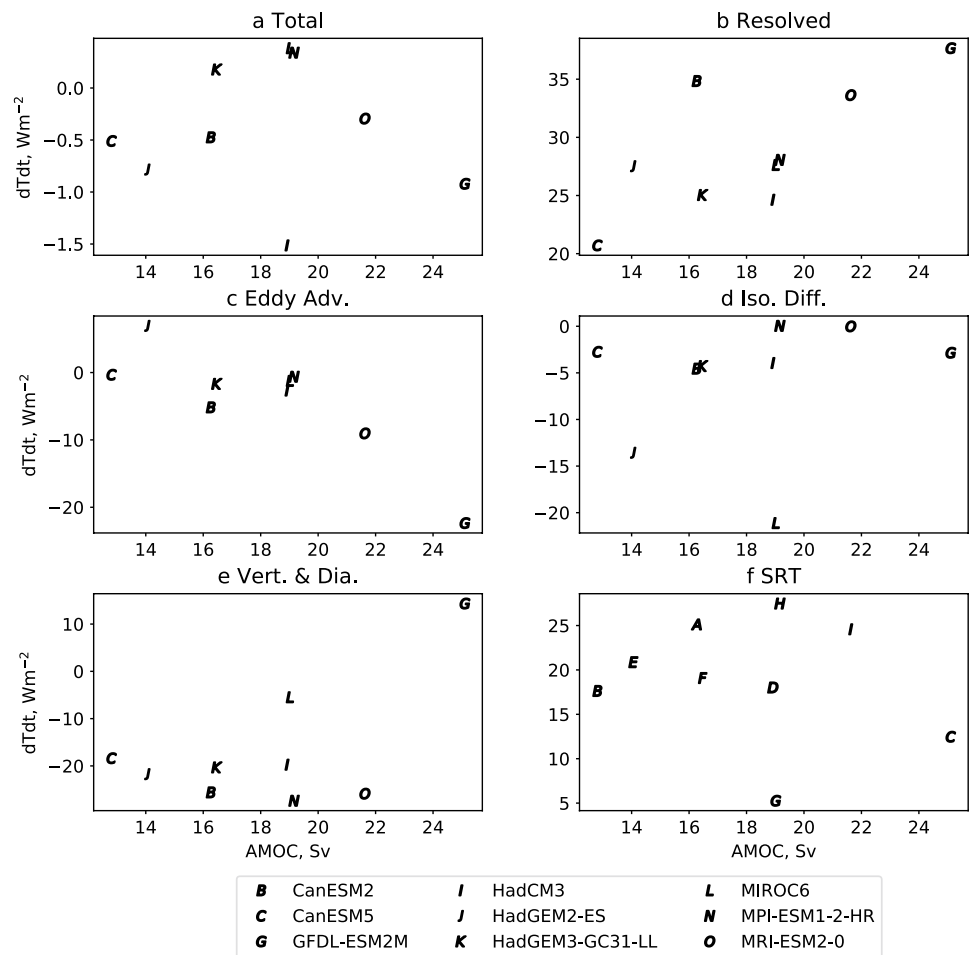 a Total
b Resolved
dTdt, Wm−2
0.0
−0.5
−1.0
−1.5
C
J
B
K
I
L
N
O
G
14 16 18 20 22 24
35
30
25
20
C
J
B
K
I
L
N
O
G
14 16 18 20 22 24
c Eddy Adv.
d Iso. Diff.
dTdt, Wm−2
0
−10
−20
C
J
B
K
I
L
N
O
G
14 16 18 20 22 24
0
−5
−10
−15
−20
C
J
B
K
I
L
N
O
G
14 16 18 20 22 24
e Vert. & Dia.
f SRT
dTdt, Wm−2
10
0
−10
−20
C
J
B
K
I
L
N
O
G
14 16 18 20 22 24
AMOC, Sv
25
20
15
10
5
B
E
A
F
D
G
H
I
C
14 16 18 20 22 24
AMOC, Sv
B CanESM2
C CanESM5
G GFDL-ESM2M
I HadCM3
J HadGEM2-ES
K HadGEM3-GC31-LL
L MIROC6
N MPI-ESM1-2-HR
O MRI-ESM2-0